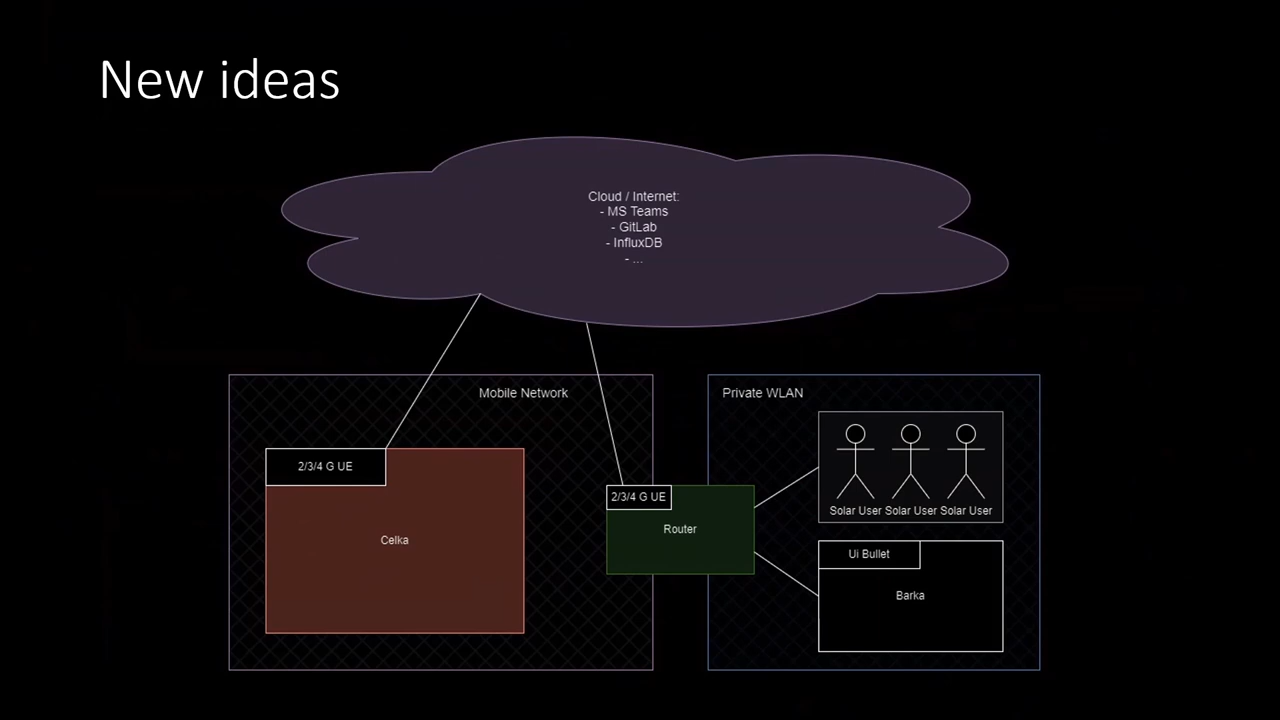 New ideas
Cloud / Internet:
- MS Teams
- GitLab
- InfluxDB
- ...
Mobile Network
Private WLAN
2/3/4 G UE
Celka
2/3/4 G UE
Router
Solar User Solar User Solar User
Ui Bullet
Barka